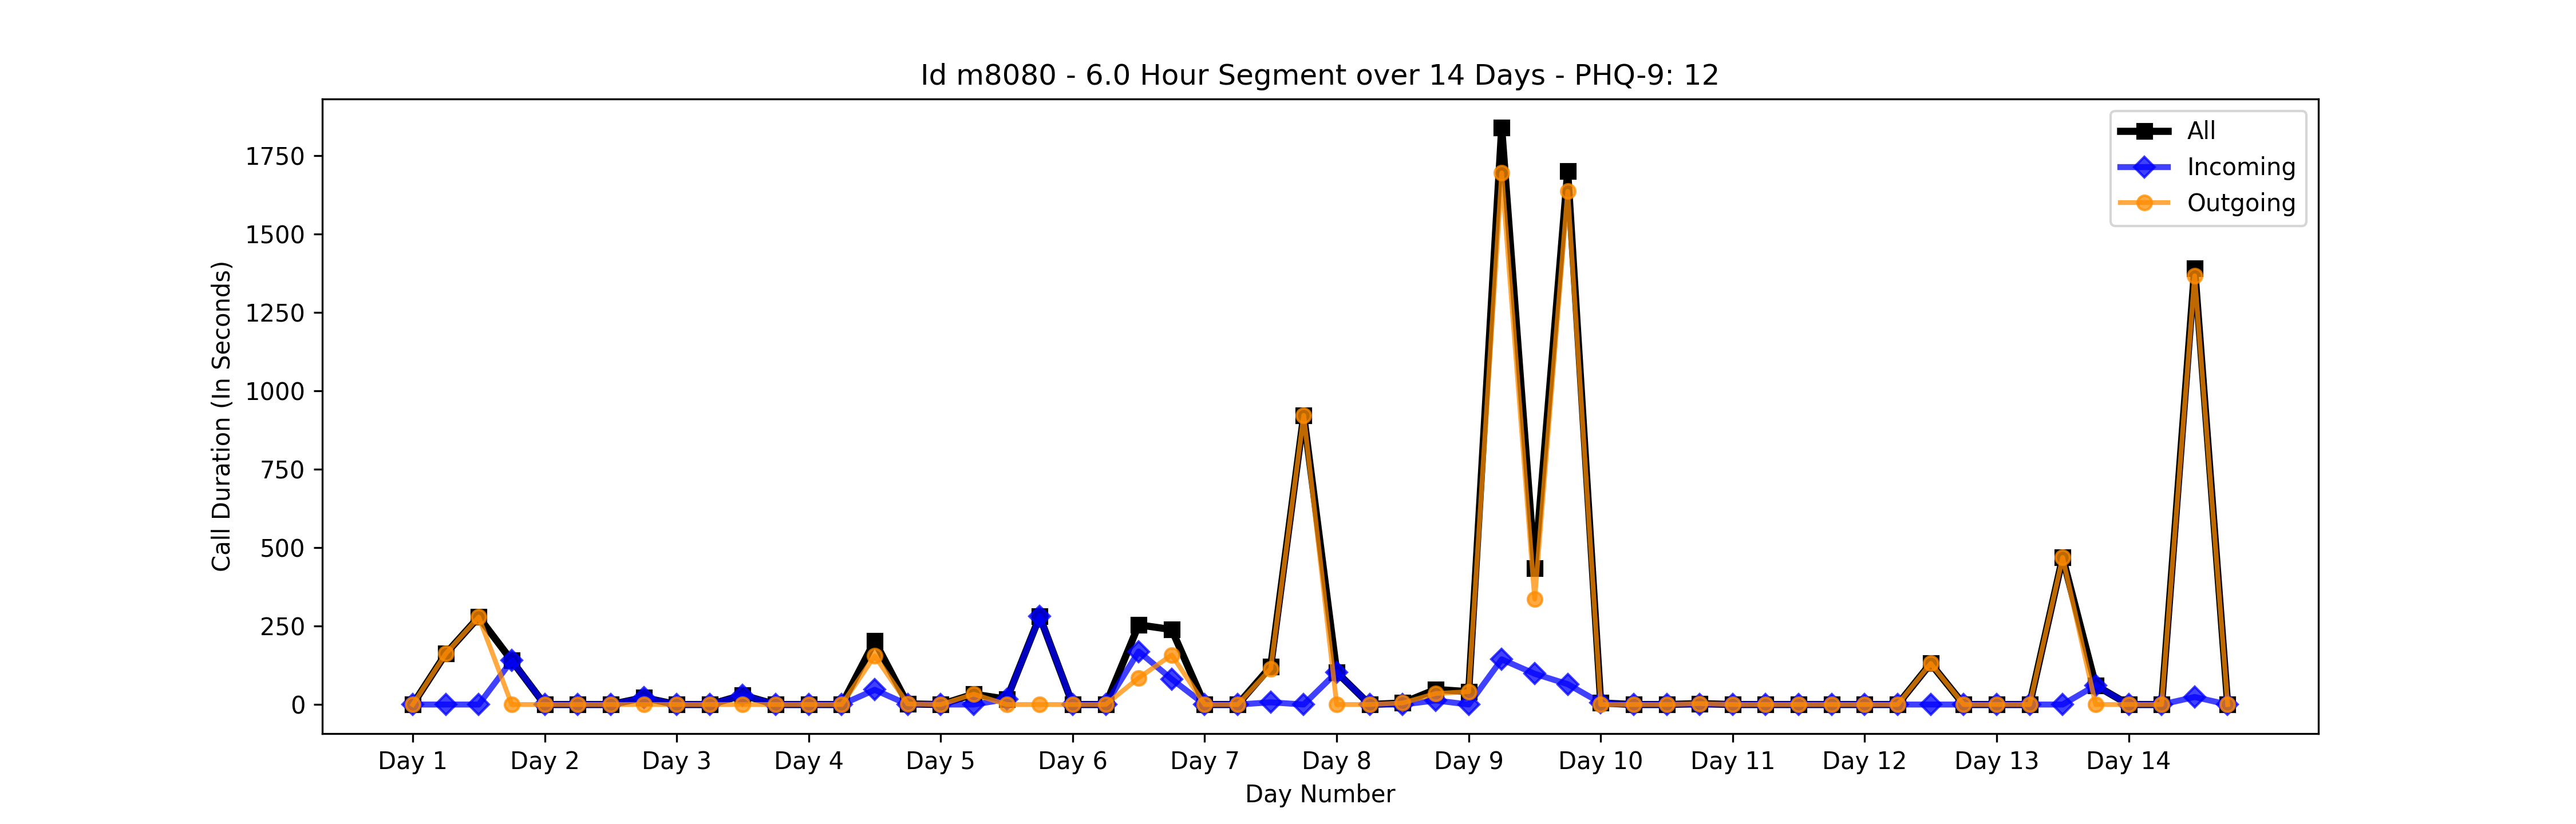 Id m8080 - 6.0 Hour Segment over 14 Days - PHQ-9: 12
All
Incoming
Outgoing
1750
1500
1250
1000
750
500
250
0
Call Duration (In Seconds)
Day 1 Day 2 Day 3 Day 4 Day 5 Day 6 Day 7 Day 8 Day 9 Day 10 Day 11 Day 12 Day 13 Day 14
Day Number